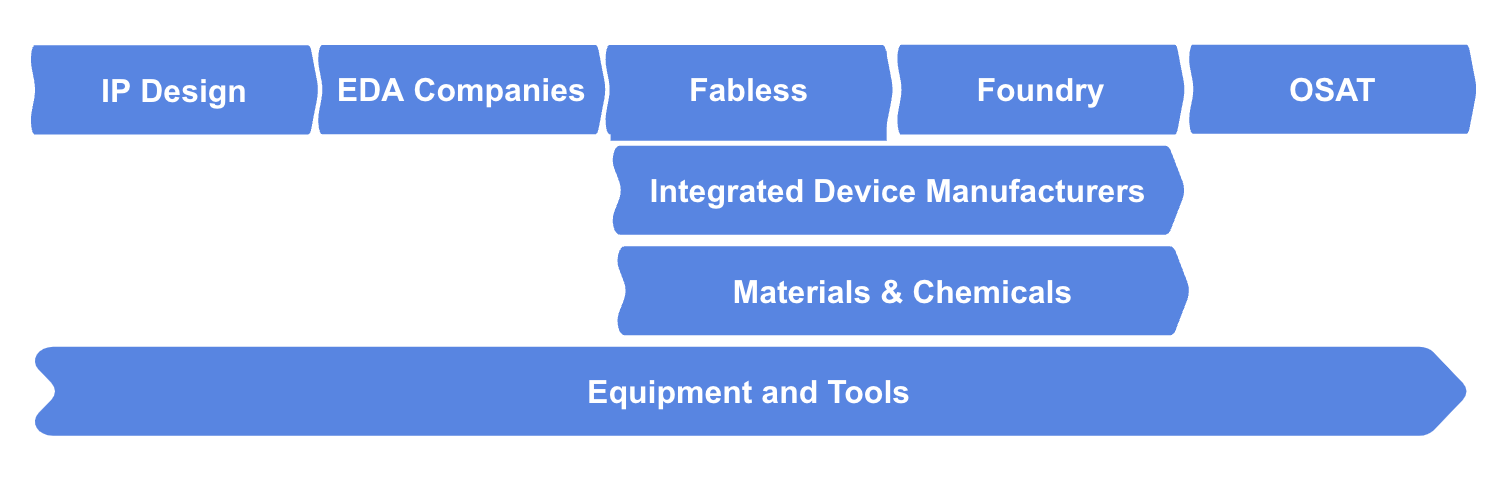 IP Design
EDA Companies
Fabless
Foundry
OSAT
Integrated Device Manufacturers
Materials & Chemicals
Equipment and Tools